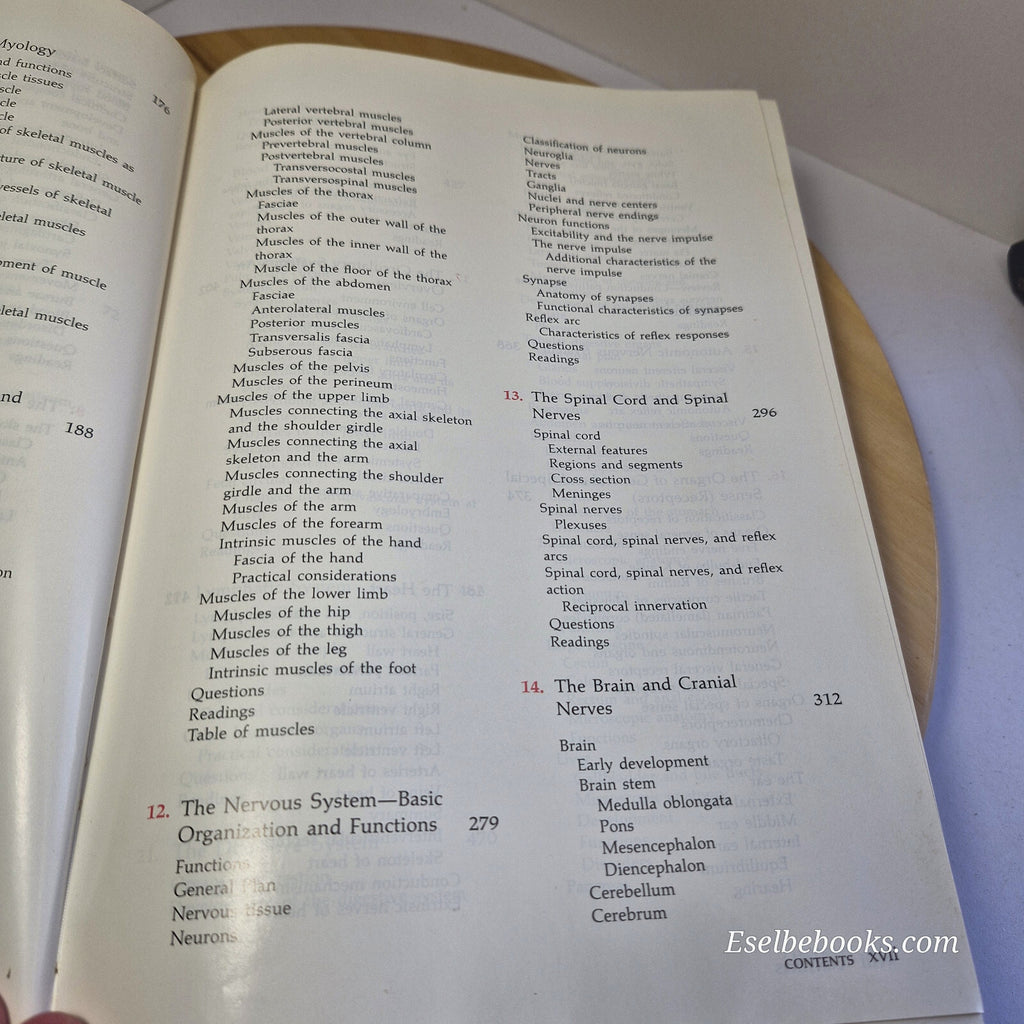 Myology
d functions
cle tissues
scle
cle
cle
of skeletal muscles as
ture of skeletal muscle
vessels of skeletal
eletal muscles
pment of muscle
eletal muscles
nd
on
176
188
Lateral vertebral muscles
Posterior vertebral muscles
Muscles of the vertebral column
Prevertebral muscles
Postvertebral muscles
Transversocostal muscles
Transversospinal muscles
Muscles of the thorax
Fasciae
Muscles of the outer wall of the
thorax
Muscles of the inner wall of the
thorax
Muscle of the floor of the thorax
Muscles of the abdomen
Fasciae
Anterolateral muscles
Posterior muscles
Transversalis fascia
Subserous fascia
Muscles of the pelvis
Muscles of the perineum
Muscles of the upper limb
Muscles connecting the axial skeleton
and the shoulder girdle
Muscles connecting the axial
skeleton and the arm
Muscles connecting the shoulder
girdle and the arm
Muscles of the arm
Muscles of the forearm
Intrinsic muscles of the hand
Fascia of the hand
Practical considerations
Muscles of the lower limb
Muscles of the hip
Muscles of the thigh
Muscles of the leg
Intrinsic muscles of the foot
Questions
Readings
Table of muscles
12. The Nervous System—Basic
Organization and Functions 279
Functions
General Plan
Nervous tissue
Neurons
Classification of neurons
Neuroglia
Nerves
Tracts
Ganglia
Nuclei and nerve centers
Peripheral nerve endings
Neuron functions
Excitability and the nerve impulse
The nerve impulse
Additional characteristics of the
nerve impulse
Synapse
Anatomy of synapses
Functional characteristics of synapses
Reflex arc
Characteristics of reflex responses
Questions
Readings
13. The Spinal Cord and Spinal
Nerves 296
Spinal cord
External features
Regions and segments
Cross section
Meninges
Spinal nerves
Plexuses
Spinal cord, spinal nerves, and reflex
arcs
Spinal cord, spinal nerves, and reflex
action
Reciprocal innervation
Questions
Readings
14. The Brain and Cranial
Nerves 312
Brain
Early development
Brain stem
Medulla oblongata
Pons
Mesencephalon
Diencephalon
Cerebellum
Cerebrum
Eselbebooks.com
CONTENTS XVII